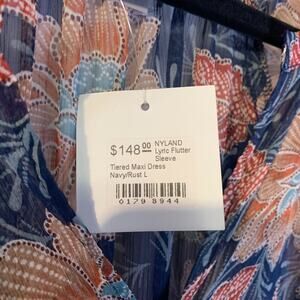 $148.00 NYLAND
Lyric Flutter
Sleeve
Tiered Maxi Dress
Navy/Rust L
0179 8944